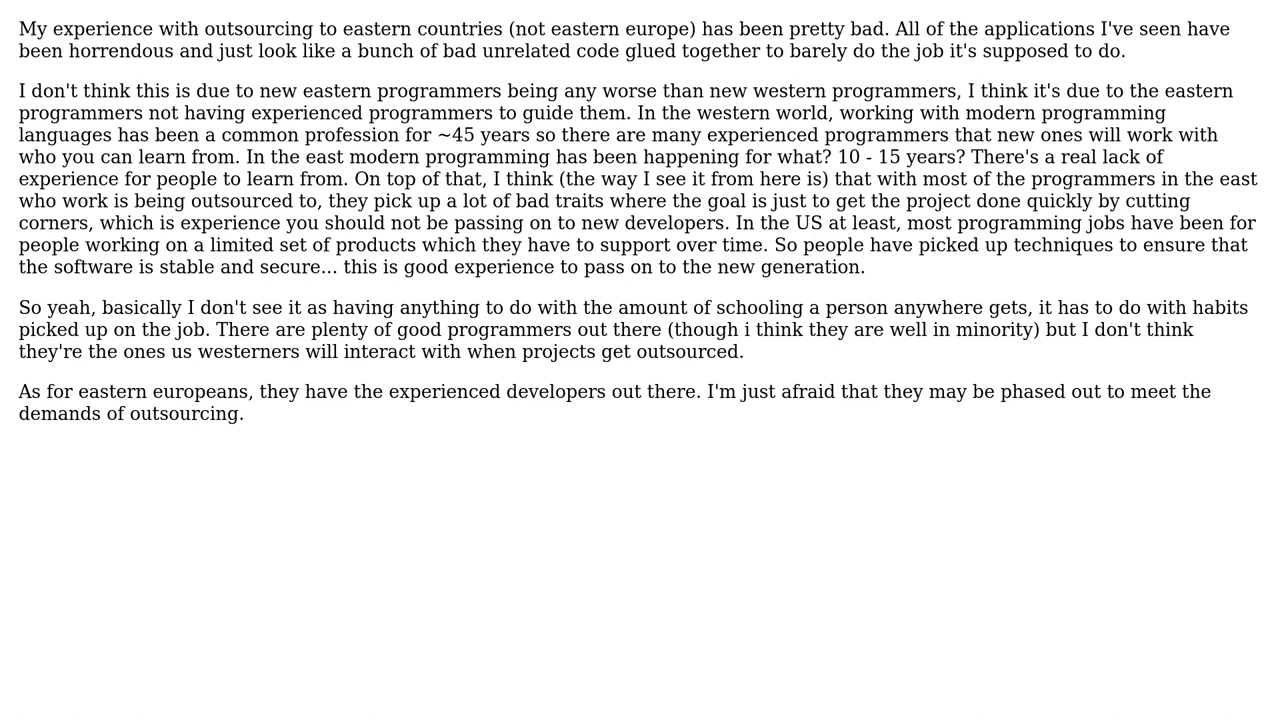 My experience with outsourcing to eastern countries (not eastern europe) has been pretty bad. All of the applications I've seen have
been horrendous and just look like a bunch of bad unrelated code glued together to barely do the job it's supposed to do.
I don't think this is due to new eastern programmers being any worse than new western programmers, I think it's due to the eastern
programmers not having experienced programmers to guide them. In the western world, working with modern programming
languages has been a common profession for ~45 years so there are many experienced programmers that new ones will work with
who you can learn from. In the east modern programming has been happening for what? 10 - 15 years? There's a real lack of
experience for people to learn from. On top of that, I think (the way I see it from here is) that with most of the programmers in the east
who work is being outsourced to, they pick up a lot of bad traits where the goal is just to get the project done quickly by cutting
corners, which is experience you should not be passing on to new developers. In the US at least, most programming jobs have been for
people working on a limited set of products which they have to support over time. So people have picked up techniques to ensure that
the software is stable and secure... this is good experience to pass on to the new generation.
So yeah, basically I don't see it as having anything to do with the amount of schooling a person anywhere gets, it has to do with habits
picked up on the job. There are plenty of good programmers out there (though i think they are well in minority) but I don't think
they're the ones us westerners will interact with when projects get outsourced.
As for eastern europeans, they have the experienced developers out there. I'm just afraid that they may be phased out to meet the
demands of outsourcing.